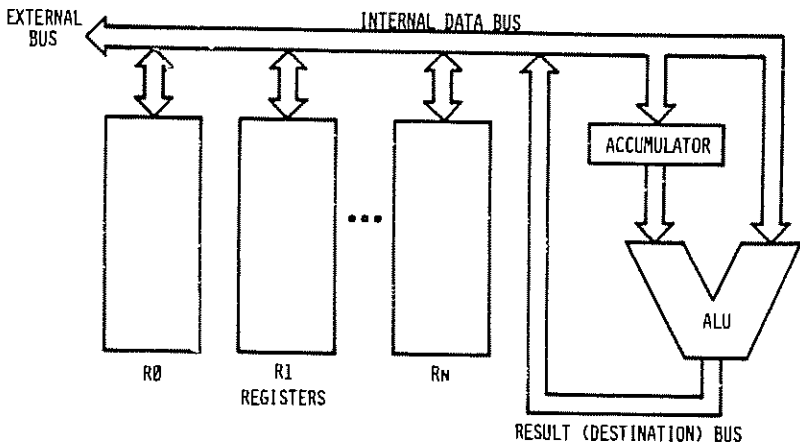 EXTERNAL
BUS
INTERNAL DATA BUS
ACCUMULATOR
•••
ALU
RØ
R1
RN
REGISTERS
RESULT (DESTINATION) BUS